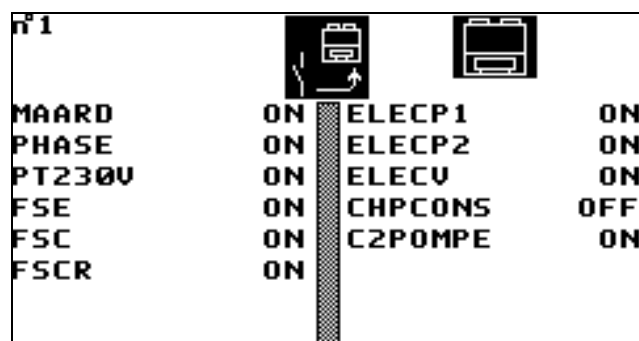 n°1
MAARD ON ELECP1 ON
PHASE ON ELECP2 ON
PT230V ON ELECV ON
FSE ON CHPCONS OFF
FSC ON C2POMPE ON
FSCR ON